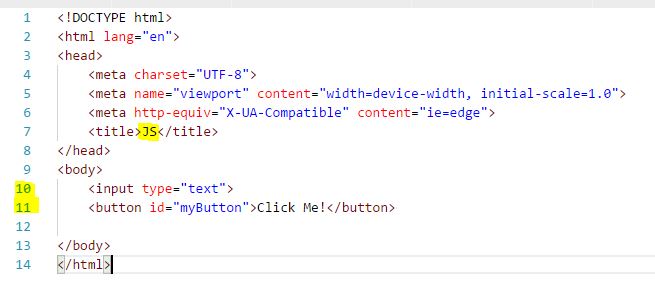 1 <!DOCTYPE html>
2 <html lang="en">
3 <head>
4     <meta charset="UTF-8">
5     <meta name="viewport" content="width=device-width, initial-scale=1.0">
6     <meta http-equiv="X-UA-Compatible" content="ie=edge">
7     <title>JS</title>
8 </head>
9 <body>
10     <input type="text">
11     <button id="myButton">Click Me!</button>
12
13 </body>
14 </html>